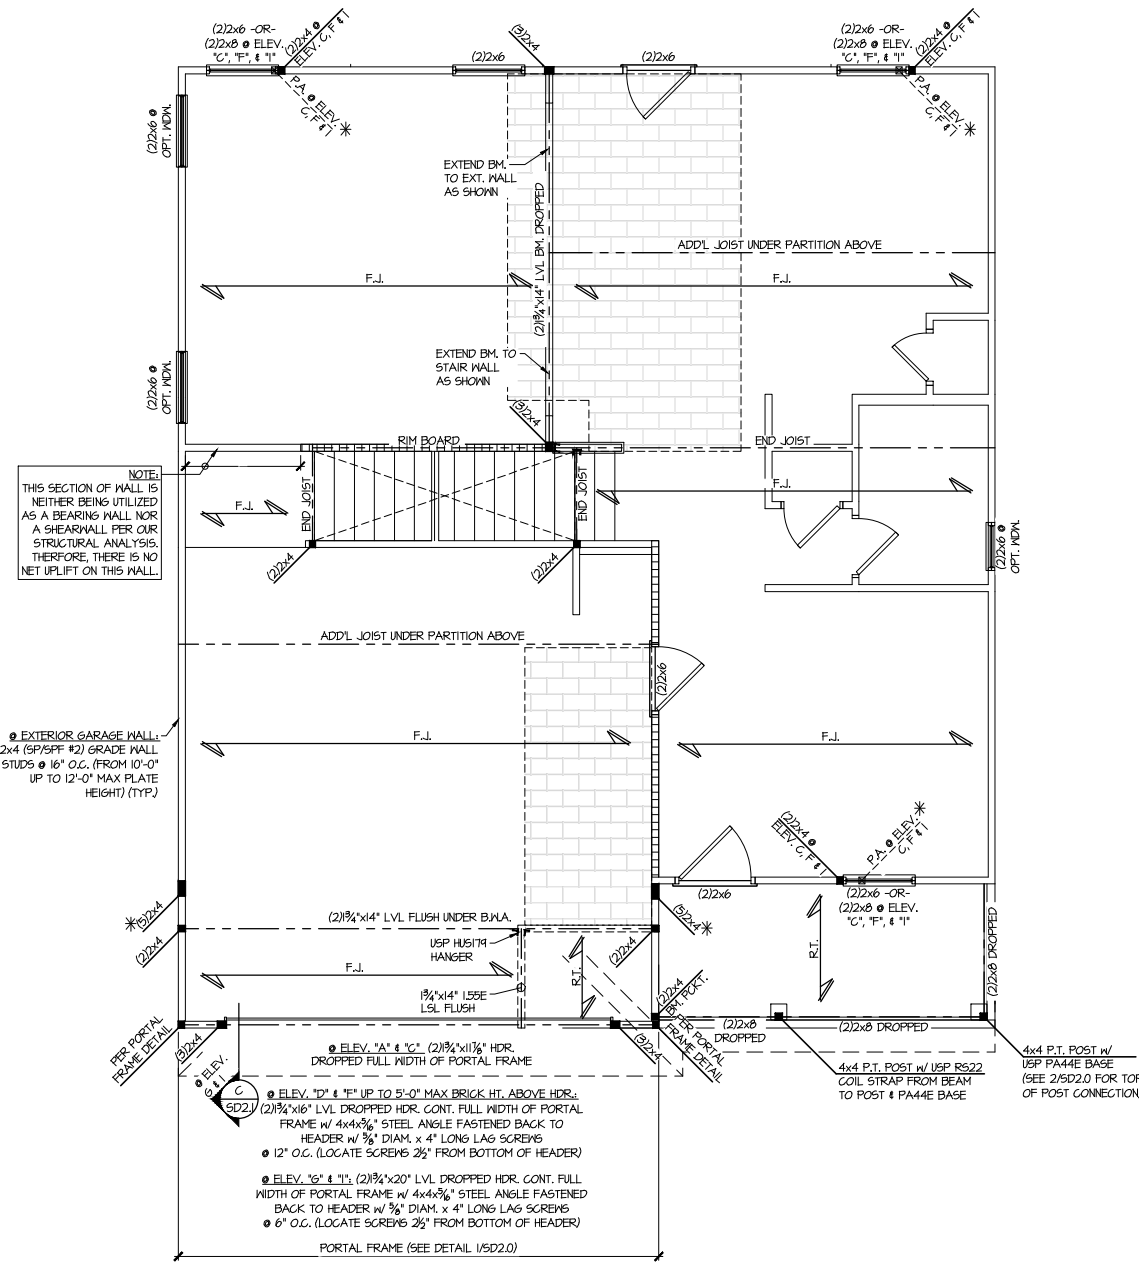 (2)2x6 -OR-
(2)2x8 @ ELEV.
"C", "F", & "I"
(2)2x4 @
ELEV. C, F & I
P.A. @ ELEV.
C, F & I
*
(2)2x6
(3)2x4
(2)2x6
(2)2x6 -OR-
(2)2x8 @ ELEV.
"C", "F", & "I"
(2)2x4 @
ELEV. C, F & I
P.A. @ ELEV.
C, F & I
*
(2)2x6 @
OPT. WDW.
EXTEND BM.
TO EXT. WALL
AS SHOWN
(2)1¾"x14" LVL BM. DROPPED
ADD'L JOIST UNDER PARTITION ABOVE
F.J.
F.J.
EXTEND BM. TO
STAIR WALL
AS SHOWN
(2)2x6 @
OPT. WDW.
(3)2x4
RIM BOARD
END JOIST
NOTE:
THIS SECTION OF WALL IS
NEITHER BEING UTILIZED
AS A BEARING WALL NOR
A SHEARWALL PER OUR
STRUCTURAL ANALYSIS.
THERFORE, THERE IS NO
NET UPLIFT ON THIS WALL.
F.J.
END JOIST
END JOIST
F.J.
(2)2x6 @
OPT. WDW.
(2)2x4
(2)2x4
ADD'L JOIST UNDER PARTITION ABOVE
(2)2x6
@ EXTERIOR GARAGE WALL:
2x4 (SP/SPF #2) GRADE WALL
STUDS @ 16" O.C. (FROM 10'-0"
UP TO 12'-0" MAX PLATE
HEIGHT) (TYP.)
F.J.
F.J.
(2)2x4 @
ELEV. C, F & I
P.A. @ ELEV.
C, F & I
*
(2)2x6
(2)2x6 -OR-
(2)2x8 @ ELEV.
"C", "F", & "I"
*(5)2x4
(2)2x4
(2)1¾"x14" LVL FLUSH UNDER B.W.A.
USP HUS179
HANGER
(5)2x4*
(2)2x4
F.J.
R.T.
R.T.
(2)2x8 DROPPED
1¾"x14" 1.55E
LSL FLUSH
(2)2x4
BM. PCKT.
PER PORTAL
FRAME DETAIL
(3)2x4
(3)2x4
PER PORTAL
FRAME DETAIL
(2)2x8
DROPPED
(2)2x8 DROPPED
@ ELEV. "A" & "C" (2)1¾"x11⅞" HDR.
DROPPED FULL WIDTH OF PORTAL FRAME
4x4 P.T. POST W/ USP RS22
COIL STRAP FROM BEAM
TO POST & PA44E BASE
4x4 P.T. POST W/
USP PA44E BASE
(SEE 2/SD2.0 FOR TOP
OF POST CONNECTION
@ ELEV.
C
SD2.1
@ ELEV. "D" & "F" UP TO 5'-0" MAX BRICK HT. ABOVE HDR.:
(2)1¾"x16" LVL DROPPED HDR. CONT. FULL WIDTH OF PORTAL
FRAME W/ 4x4x5/16" STEEL ANGLE FASTENED BACK TO
HEADER W/ ⅝" DIAM. x 4" LONG LAG SCREWS
@ 12" O.C. (LOCATE SCREWS 2½" FROM BOTTOM OF HEADER)
@ ELEV. "G" & "I": (2)1¾"x20" LVL DROPPED HDR. CONT. FULL
WIDTH OF PORTAL FRAME W/ 4x4x5/16" STEEL ANGLE FASTENED
BACK TO HEADER W/ ⅝" DIAM. x 4" LONG LAG SCREWS
@ 6" O.C. (LOCATE SCREWS 2½" FROM BOTTOM OF HEADER)
PORTAL FRAME (SEE DETAIL 1/SD2.0)